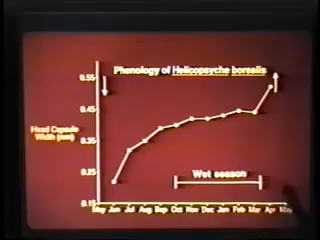 Phenology of Helicopsyche borealis
0.55
0.45
Head Capsule
Width (mm)
0.35
0.25
Wet season
0.15
May Jun Jul Aug Sep Oct Nov Dec Jan Feb Mar Apr May